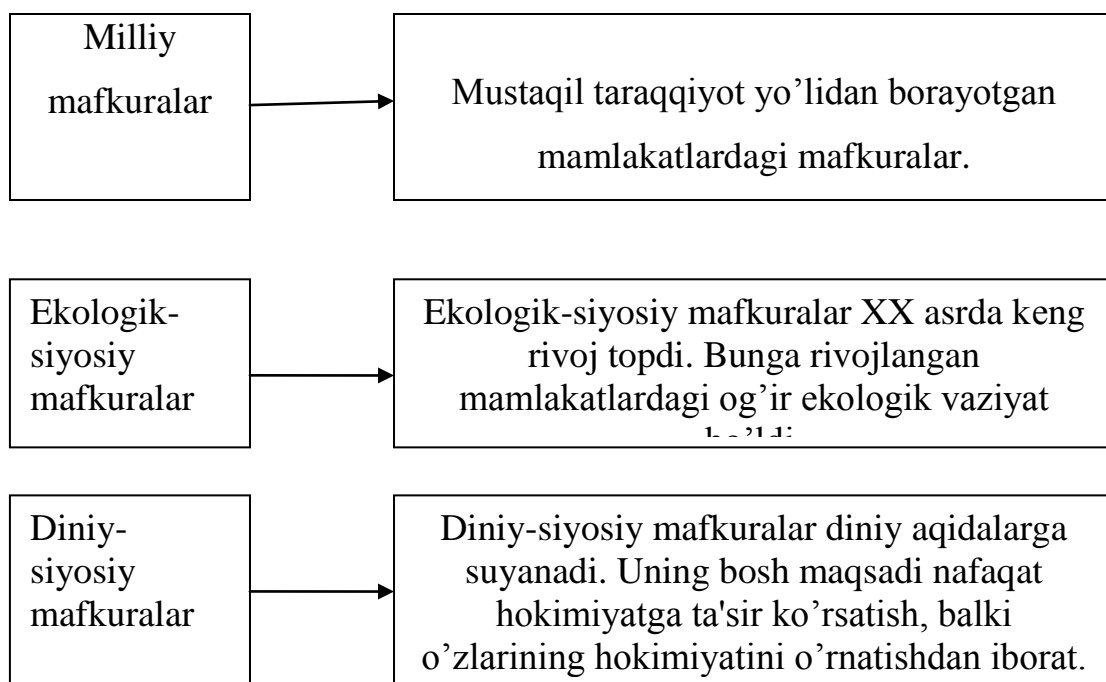 Milliy
mafkuralar
Mustaqil taraqqiyot yo’lidan borayotgan
mamlakatlardagi mafkuralar.
Ekologik-
siyosiy
mafkuralar
Ekologik-siyosiy mafkuralar XX asrda keng
rivoj topdi. Bunga rivojlangan
mamlakatlardagi og’ir ekologik vaziyat
Diniy-
siyosiy
mafkuralar
Diniy-siyosiy mafkuralar diniy aqidalarga
suyanadi. Uning bosh maqsadi nafaqat
hokimiyatga ta'sir ko’rsatish, balki
o’zlarining hokimiyatini o’rnatishdan iborat.